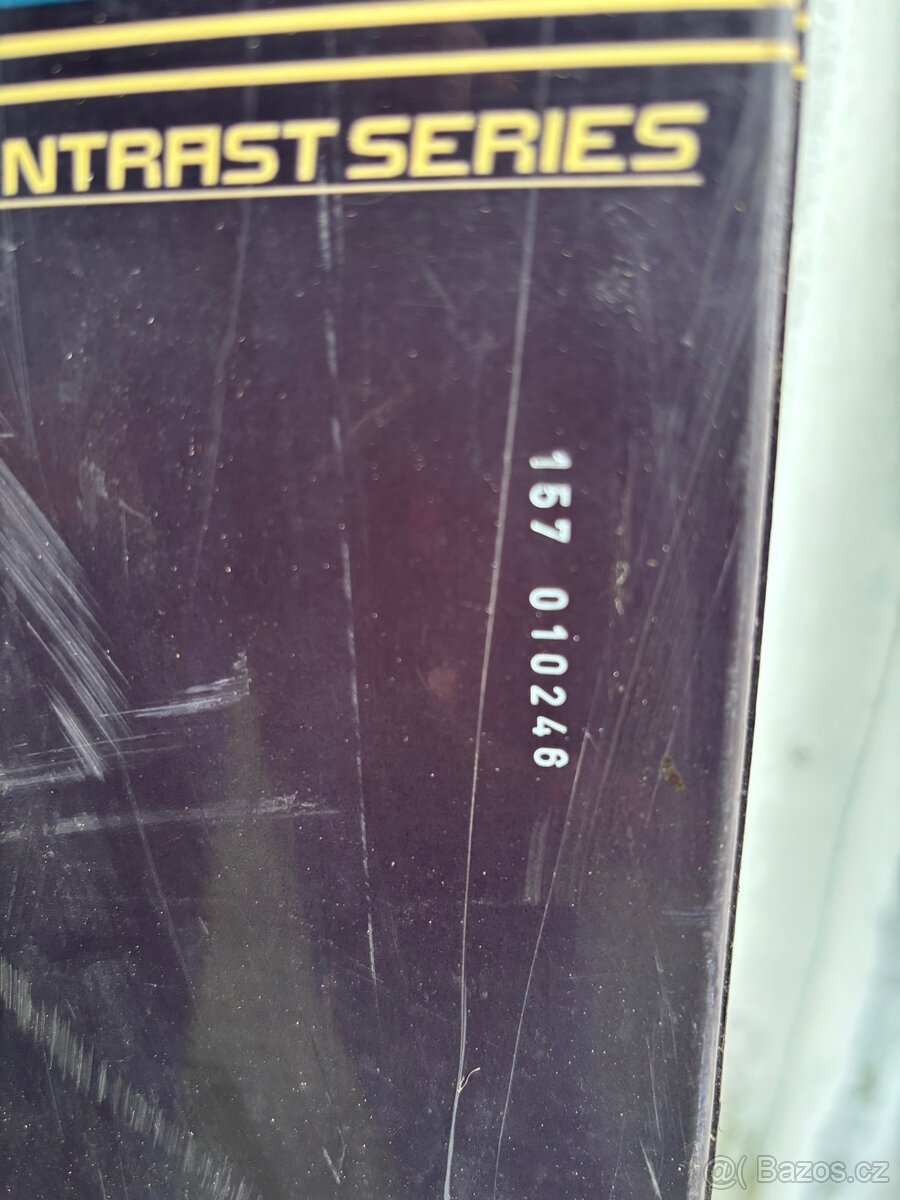 NTRAST SERIES
157 010246
@( Bazos.cz